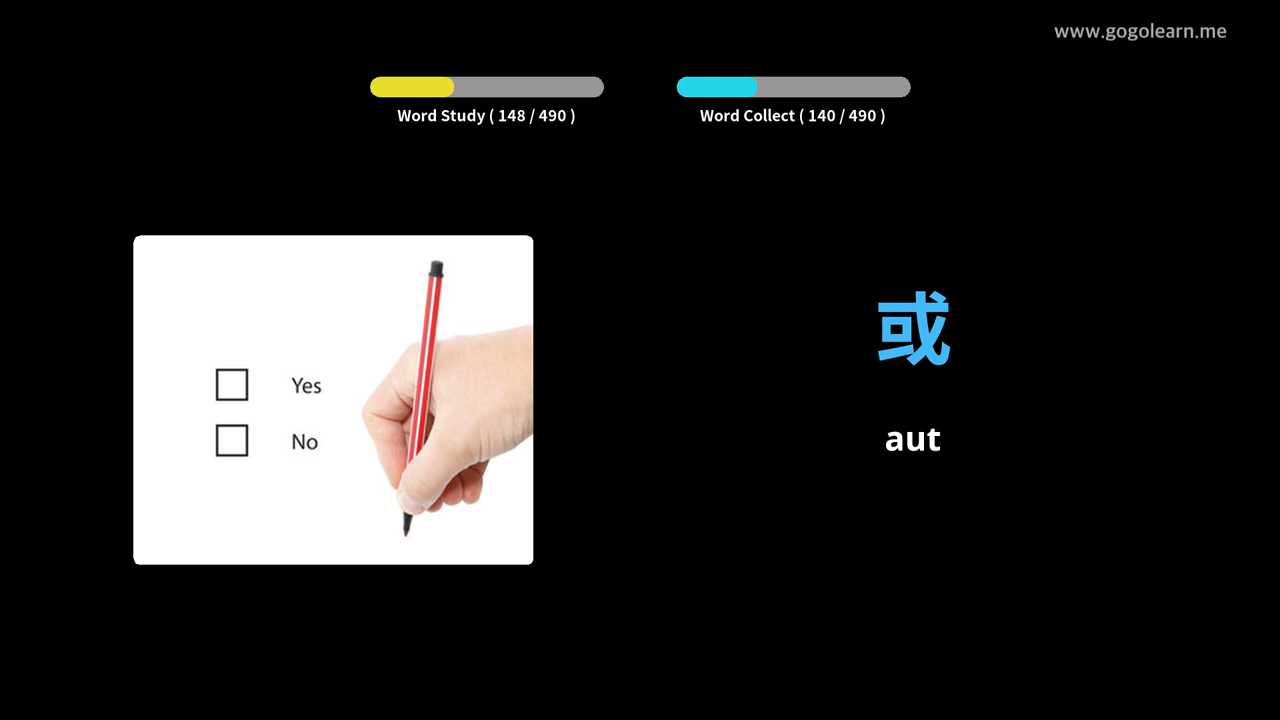 www.gogolearn.me
Word Study ( 148 / 490 )
Word Collect ( 140 / 490 )
Yes
No
或
aut